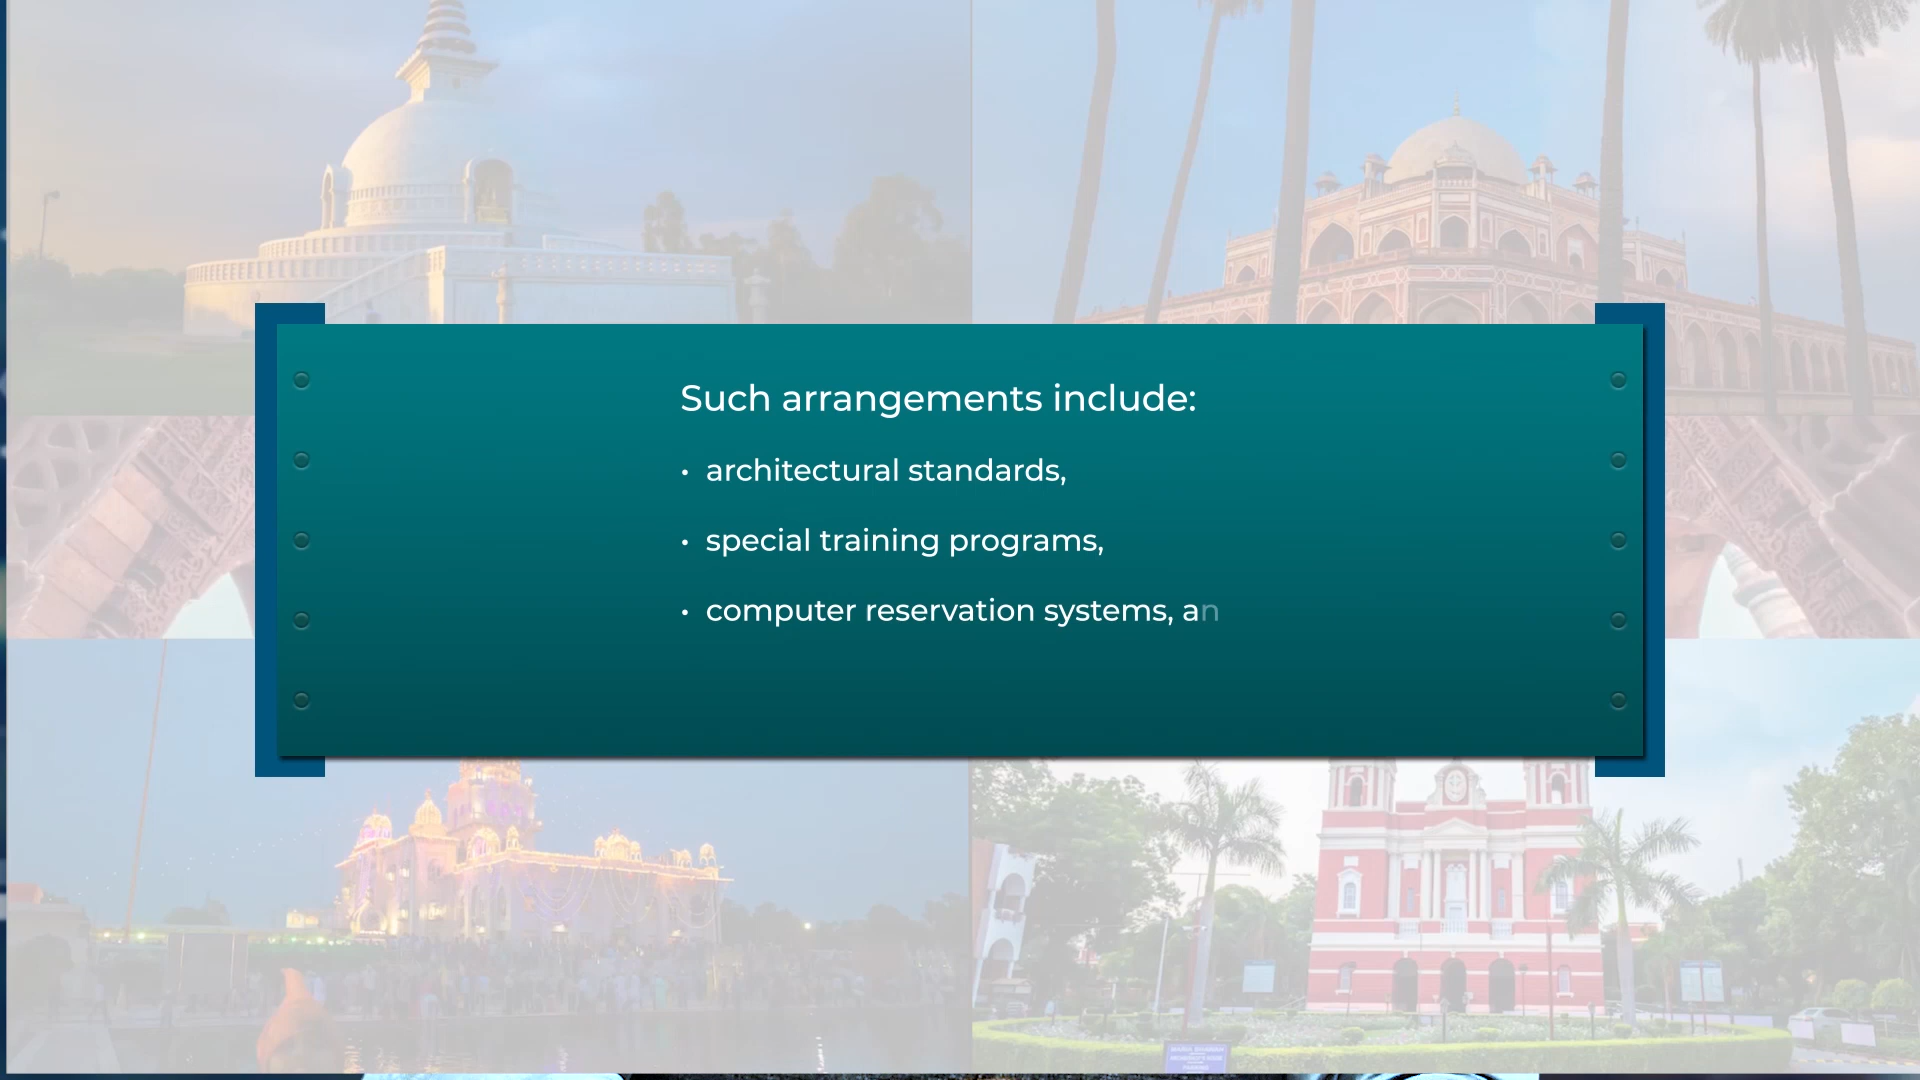 Such arrangements include:
• architectural standards,
• special training programs,
• computer reservation systems, an